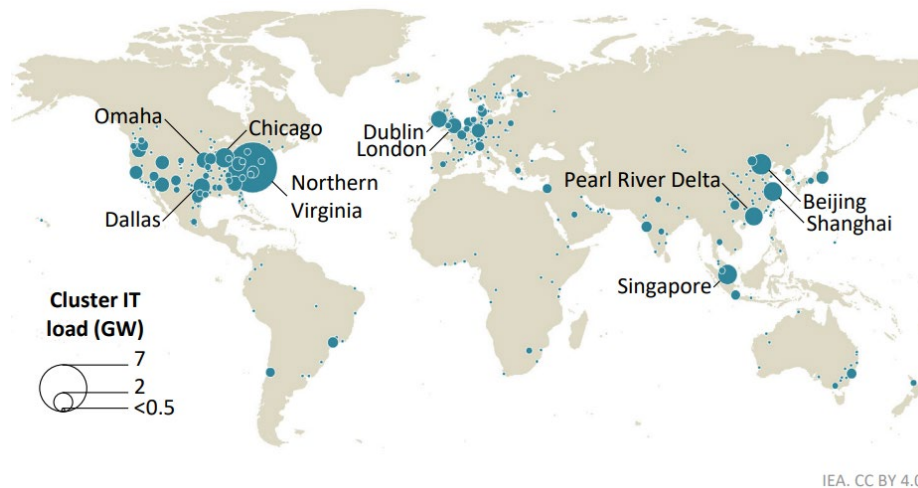 Omaha
Chicago
Dublin
London
Northern
Virginia
Dallas
Pearl River Delta
Beijing
Shanghai
Singapore
Cluster IT
load (GW)
7
2
<0.5
IEA. CC BY 4.0